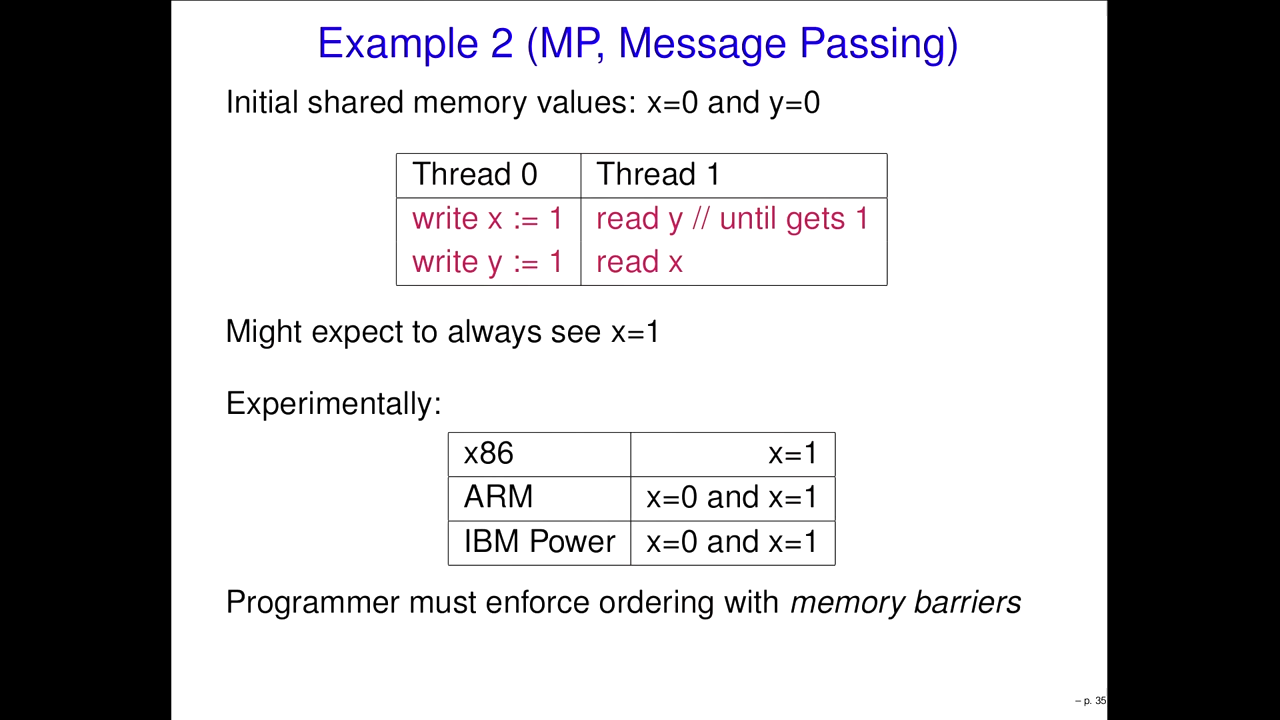 Example 2 (MP, Message Passing)
Initial shared memory values: x=0 and y=0
Thread 0 Thread 1
write x := 1 read y // until gets 1
write y := 1 read x
Might expect to always see x=1
Experimentally:
x86 x=1
ARM x=0 and x=1
IBM Power x=0 and x=1
Programmer must enforce ordering with memory barriers
– p. 35